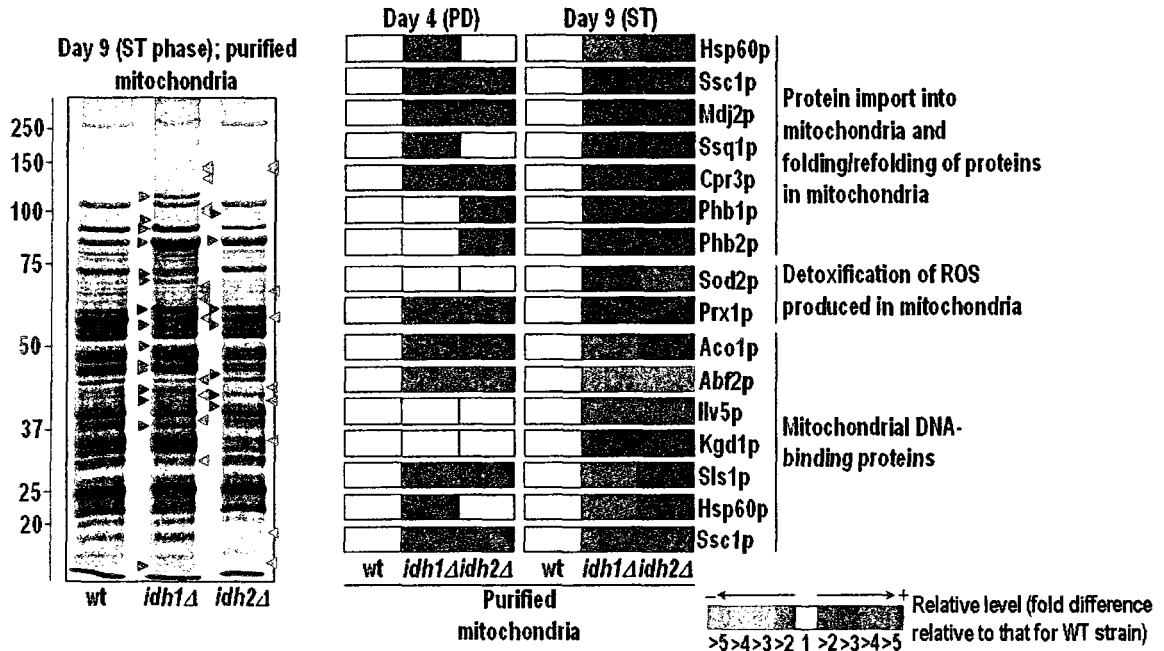 Day 9 (ST phase); purified
mitochondria
250
150
100
75
50
37
25
20
wt idh1Δ idh2Δ
Day 4 (PD) Day 9 (ST)
Hsp60p
Ssc1p
Mdj2p
Ssq1p
Cpr3p
Phb1p
Phb2p
Sod2p
Prx1p
Aco1p
Abf2p
Ilv5p
Kgd1p
Sls1p
Hsp60p
Ssc1p
wt idh1Δ idh2Δ wt idh1Δ idh2Δ
Purified
mitochondria
Protein import into
mitochondria and
folding/refolding of proteins
in mitochondria
Detoxification of ROS
produced in mitochondria
Mitochondrial DNA-
binding proteins
− +
>5 >4 >3 >2 1 >2 >3 >4 >5
Relative level (fold difference
relative to that for WT strain)